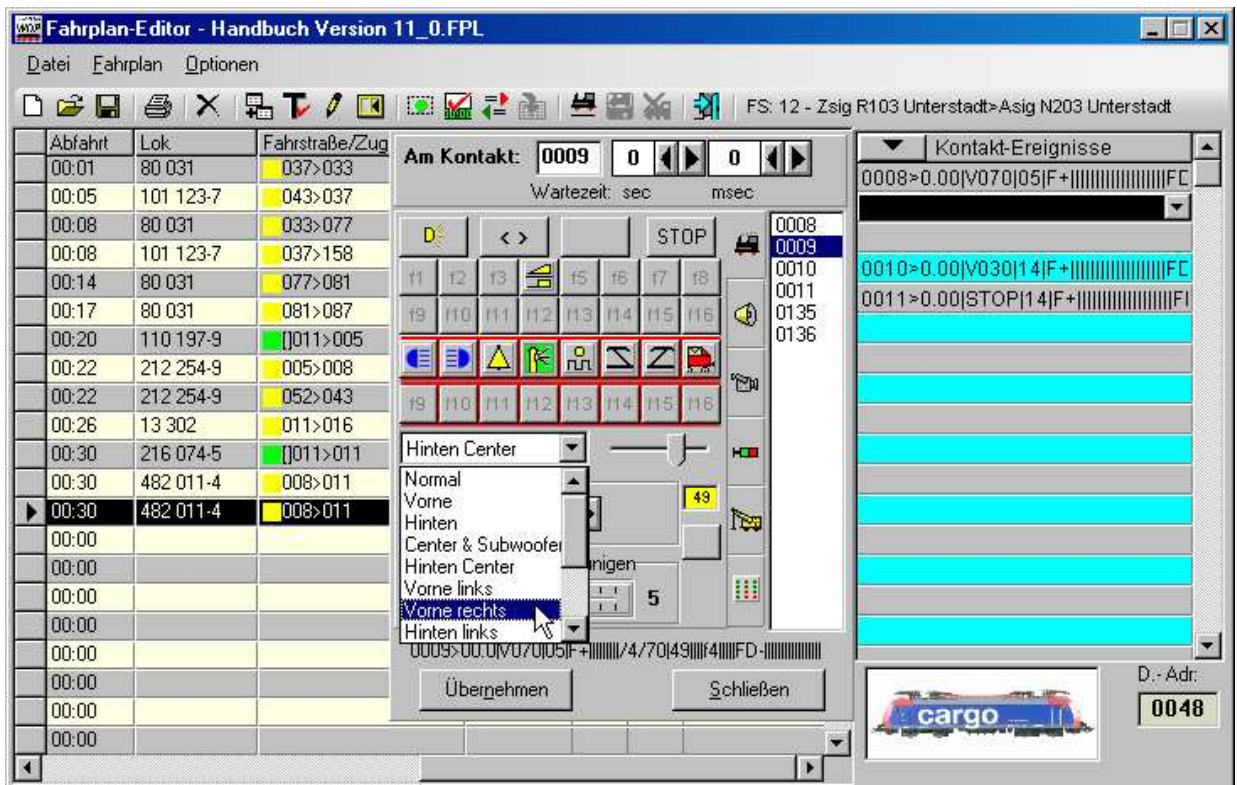 Fahrplan-Editor - Handbuch Version 11_0.FPL
Datei Fahrplan Optionen
FS: 12 - Zsig R103 Unterstadt>Asig N203 Unterstadt
Abfahrt Lok Fahrstraße/Zug
00:01 80 031 037>033
00:05 101 123-7 043>037
00:08 80 031 033>077
00:08 101 123-7 037>158
00:14 80 031 077>081
00:17 80 031 081>087
00:20 110 197-9 []011>005
00:22 212 254-9 005>008
00:22 212 254-9 052>043
00:26 13 302 011>016
00:30 216 074-5 []011>011
00:30 482 011-4 008>011
00:30 482 011-4 008>011
00:00
00:00
00:00
00:00
00:00
00:00
00:00
00:00
Am Kontakt: 0009 0 0
Wartezeit: sec msec
D < > STOP
f1 f2 f3 f5 f6 f7 f8
f9 f10 f11 f12 f13 f14 f15 f16
f9 f10 f11 f12 f13 f14 f15 f16
Hinten Center
Normal
Vorne
Hinten
Center & Subwoofer
Hinten Center
Vorne links
Vorne rechts
Hinten links
49
nigen
5
0008
0009
0010
0011
0135
0136
Übernehmen Schließen
Kontakt-Ereignisse
0008>0.00|V070|05|F+||||||||||||||||||FD
0010>0.00|V030|14|F+||||||||||||||||||FD
0011>0.00|STOP|14|F+||||||||||||||||||FI
cargo
D.- Adr:
0048